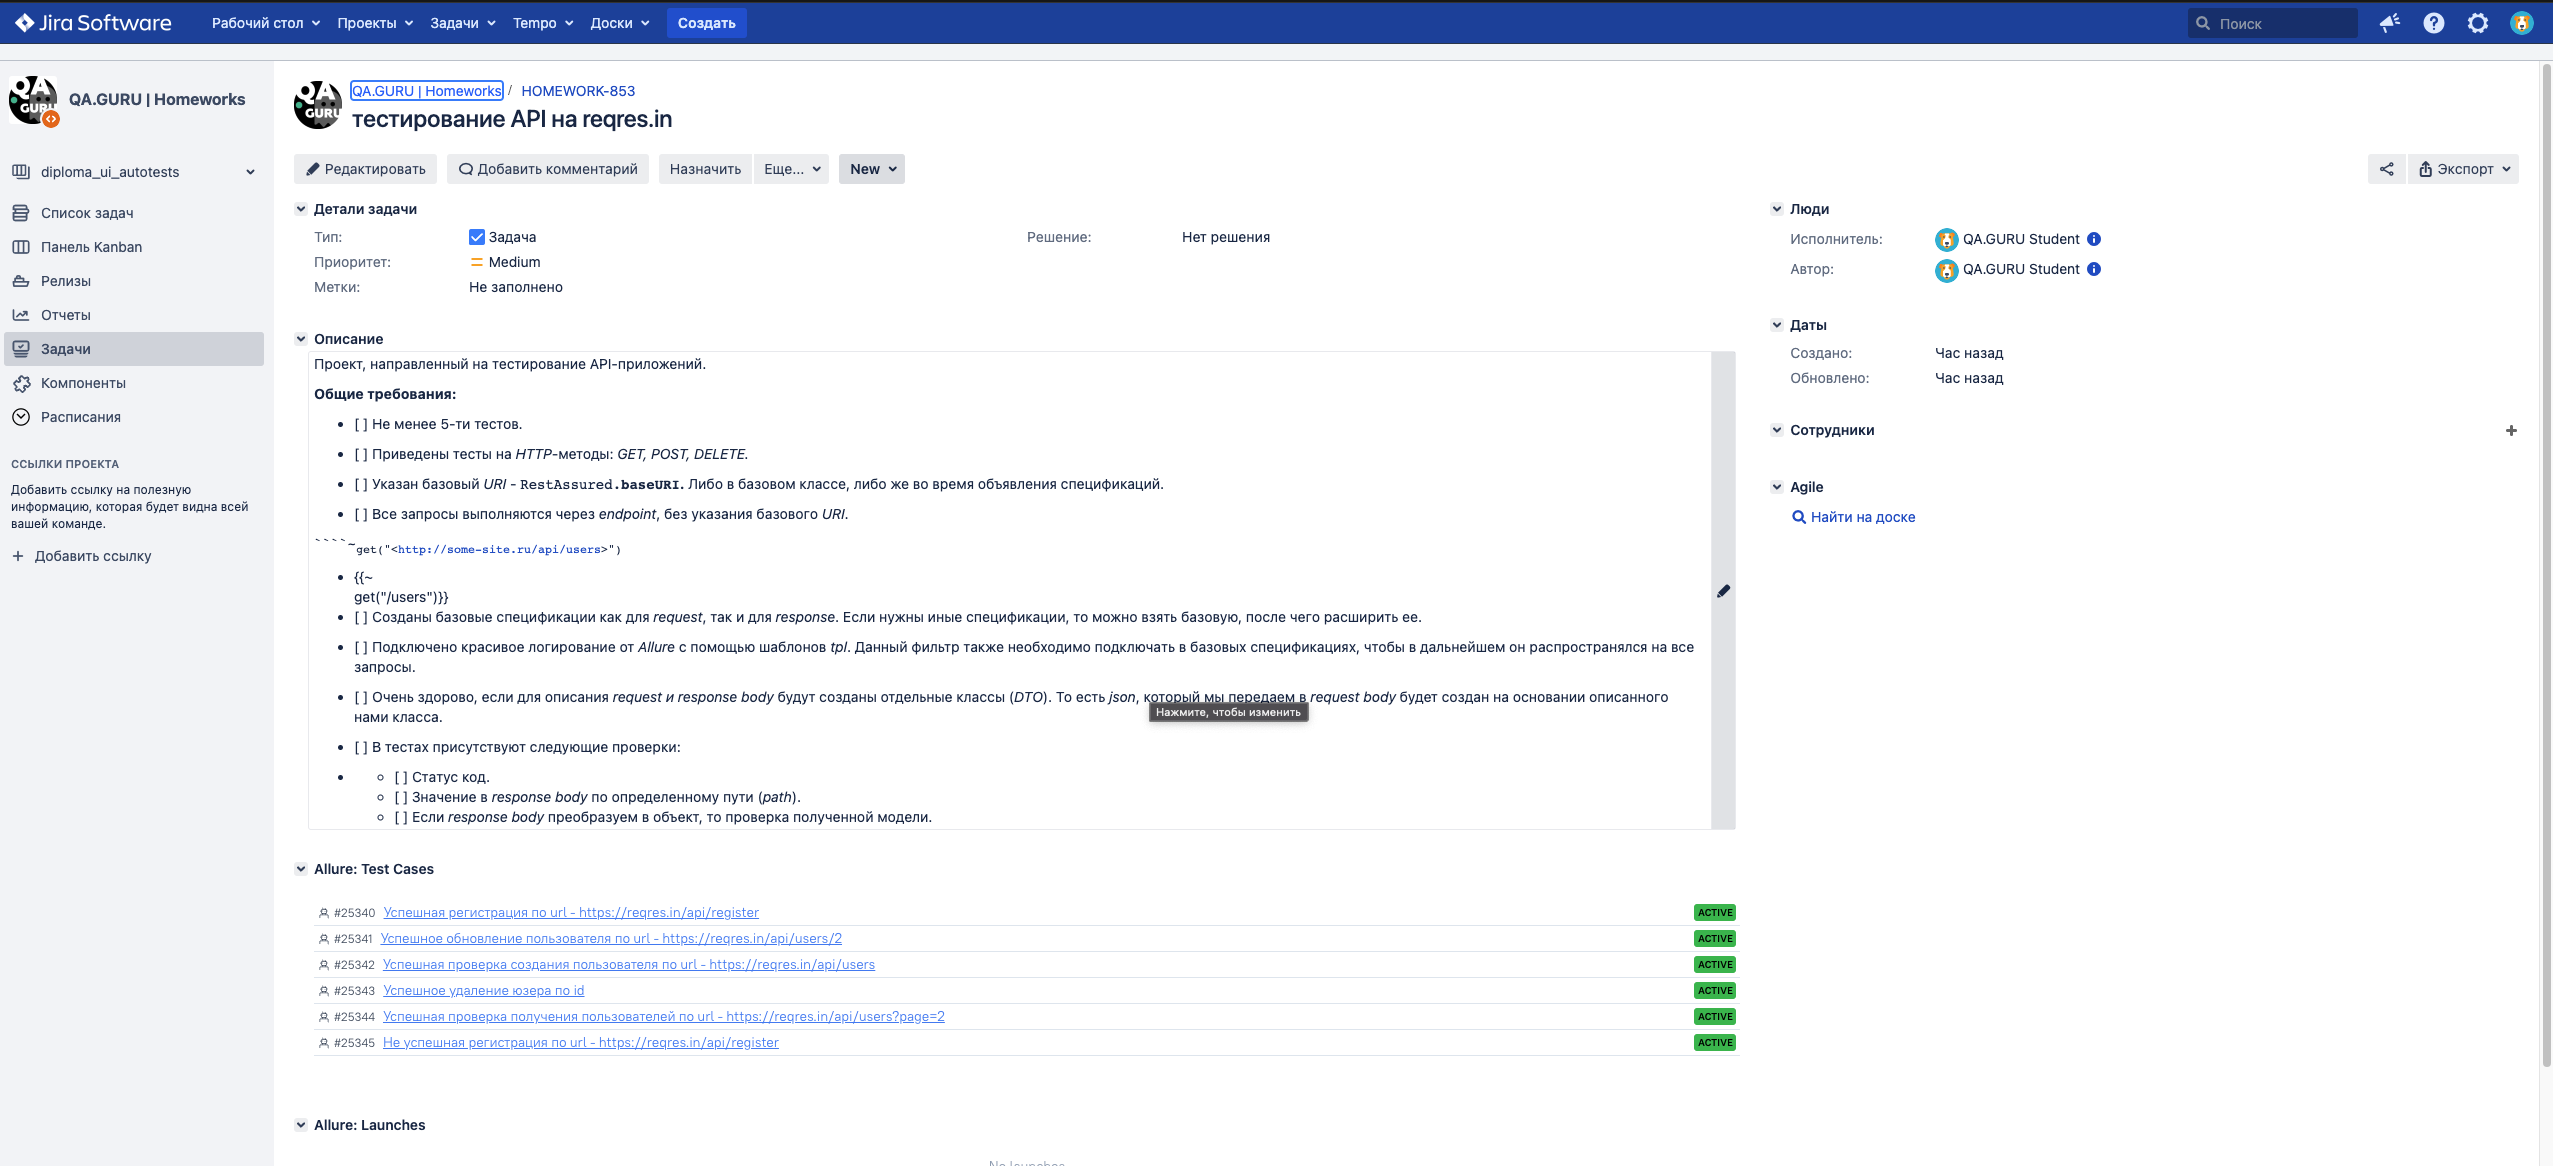 Jira Software
Рабочий стол Проекты Задачи Tempo Доски Создать Поиск
QA GURU
QA.GURU | Homeworks
diploma_ui_autotests
Список задач
Панель Kanban
Релизы
Отчеты
Задачи
Компоненты
Расписания
ССЫЛКИ ПРОЕКТА
Добавить ссылку на полезную
информацию, которая будет видна всей
вашей команде.
+ Добавить ссылку
QA GURU
QA.GURU | Homeworks / HOMEWORK-853
тестирование API на reqres.in
Редактировать Добавить комментарий Назначить Еще... New Экспорт
Детали задачи
Тип: Задача Решение: Нет решения
Приоритет: Medium
Метки: Не заполнено
Описание
Проект, направленный на тестирование API-приложений.
Общие требования:
• [ ] Не менее 5-ти тестов.
• [ ] Приведены тесты на HTTP-методы: GET, POST, DELETE.
• [ ] Указан базовый URI - RestAssured.baseURI. Либо в базовом классе, либо же во время объявления спецификаций.
• [ ] Все запросы выполняются через endpoint, без указания базового URI.
````~get("<http://some-site.ru/api/users>")
• {{~
get("/users")}}
• [ ] Созданы базовые спецификации как для request, так и для response. Если нужны иные спецификации, то можно взять базовую, после чего расширить ее.
• [ ] Подключено красивое логирование от Allure с помощью шаблонов tpl. Данный фильтр также необходимо подключать в базовых спецификациях, чтобы в дальнейшем он распространялся на все
запросы.
• [ ] Очень здорово, если для описания request и response body будут созданы отдельные классы (DTO). То есть json, который мы передаем в request body будет создан на основании описанного
нами класса.
Нажмите, чтобы изменить
• [ ] В тестах присутствуют следующие проверки:
• ◦ [ ] Статус код.
◦ [ ] Значение в response body по определенному пути (path).
◦ [ ] Если response body преобразуем в объект, то проверка полученной модели.
Allure: Test Cases
#25340 Успешная регистрация по url - https://reqres.in/api/register ACTIVE
#25341 Успешное обновление пользователя по url - https://reqres.in/api/users/2 ACTIVE
#25342 Успешная проверка создания пользователя по url - https://reqres.in/api/users ACTIVE
#25343 Успешное удаление юзера по id ACTIVE
#25344 Успешная проверка получения пользователей по url - https://reqres.in/api/users?page=2 ACTIVE
#25345 Не успешная регистрация по url - https://reqres.in/api/register ACTIVE
Allure: Launches
No launches
Люди
Исполнитель: QA.GURU Student
Автор: QA.GURU Student
Даты
Создано: Час назад
Обновлено: Час назад
Сотрудники +
Agile
Найти на доске